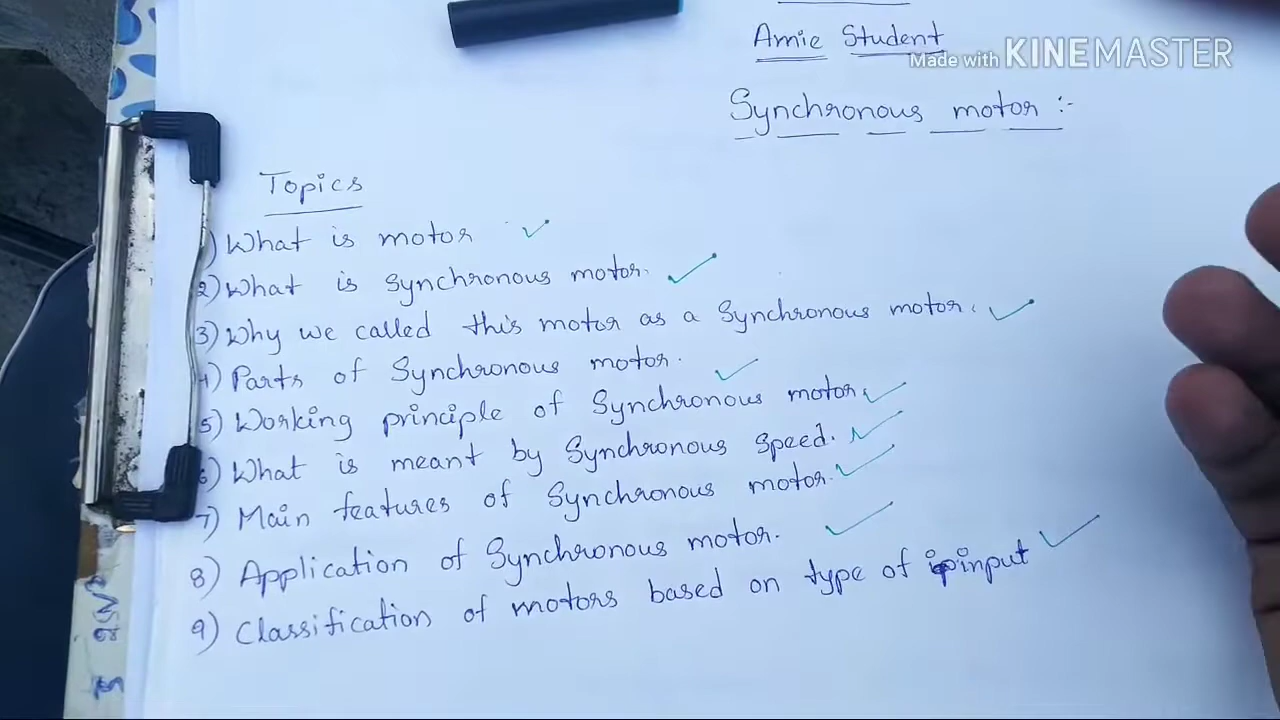 Amie Student
Made with KINEMASTER
Synchronous motor :-
Topics
1) What is motor
2) What is Synchronous motor.
3) Why we called this motor as a Synchronous motor.
4) Parts of Synchronous motor.
5) Working principle of Synchronous motor
6) What is meant by Synchronous speed.
7) Main features of Synchronous motor.
8) Application of Synchronous motor.
9) Classification of motors based on type of input